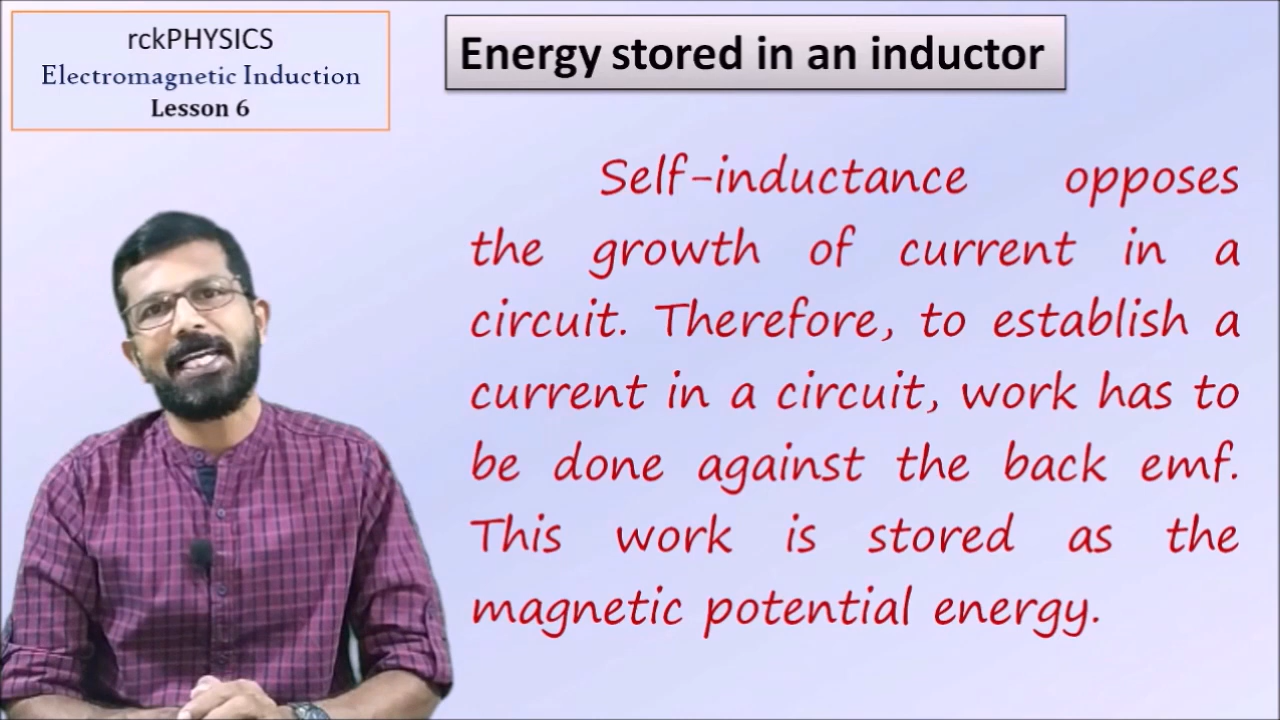 rckPHYSICS
Electromagnetic Induction
Lesson 6
Energy stored in an inductor
Self-inductance opposes
the growth of current in a
circuit. Therefore, to establish a
current in a circuit, work has to
be done against the back emf.
This work is stored as the
magnetic potential energy.